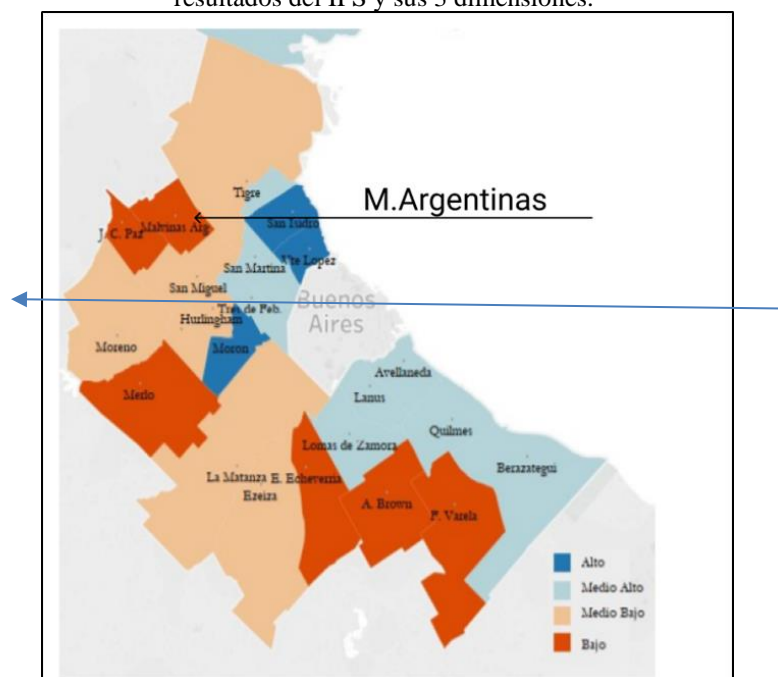 resultados del IPS y sus 3 dimensiones.
Tigre
M.Argentinas
San Isidro
J. C. Paz
Malvinas Arg.
Vte Lopez
San Martina
San Miguel
Buenos
Aires
Tres de Feb.
Hurlingham
Moreno
Moron
Avellaneda
Merlo
Lanus
Quilmes
Lomas de Zamora
Berazategui
La Matanza
E. Echeverria
Ezeiza
A. Brown
F. Varela
Alto
Medio Alto
Medio Bajo
Bajo